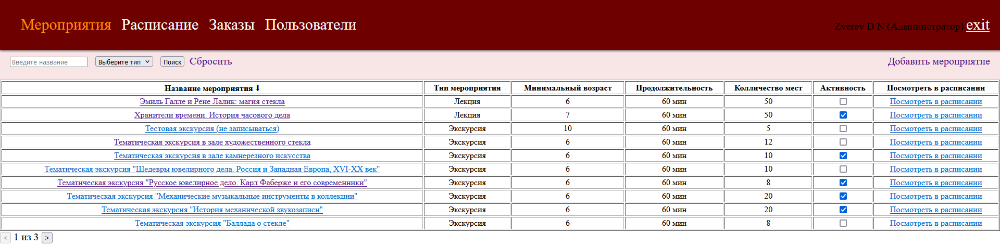 Мероприятия Расписание Заказы Пользователи Zverev D N (Администратор) exit
Введите название Выберите тип Поиск Сбросить Добавить мероприятие
Название мероприятия ⬇ Тип мероприятия Минимальный возраст Продолжительность Колличество мест Активность Посмотреть в расписании
Эмиль Галле и Рене Лалик: магия стекла Лекция 6 60 мин 50 Посмотреть в расписании
Хранители времени. История часового дела Лекция 7 60 мин 50 Посмотреть в расписании
Тестовая экскурсия (не записываться) Экскурсия 10 60 мин 5 Посмотреть в расписании
Тематическая экскурсия в зале художественного стекла Экскурсия 6 60 мин 12 Посмотреть в расписании
Тематическая экскурсия в зале камнерезного искусства Экскурсия 6 60 мин 10 Посмотреть в расписании
Тематическая экскурсия "Шедевры ювелирного дела. Россия и Западная Европа, XVI-XX век" Экскурсия 6 60 мин 10 Посмотреть в расписании
Тематическая экскурсия "Русское ювелирное дело. Карл Фаберже и его современники" Экскурсия 6 60 мин 8 Посмотреть в расписании
Тематическая экскурсия "Механические музыкальные инструменты в коллекции" Экскурсия 6 60 мин 20 Посмотреть в расписании
Тематическая экскурсия "История механической звукозаписи" Экскурсия 6 60 мин 20 Посмотреть в расписании
Тематическая экскурсия "Баллада о стекле" Экскурсия 6 60 мин 8 Посмотреть в расписании
< 1 из 3 >